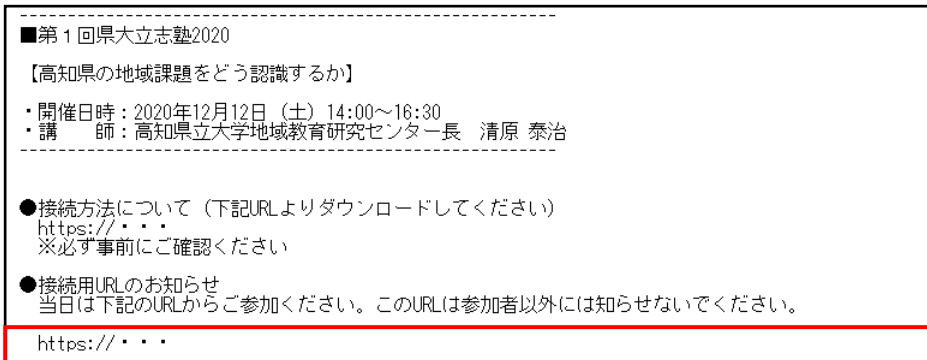 --------------------------------------------------------
■第１回県大立志塾2020
【高知県の地域課題をどう認識するか】
・開催日時：2020年12月12日（土）14:00～16:30
・講　　師：高知県立大学地域教育研究センター長　清原 泰治
--------------------------------------------------------
●接続方法について（下記URLよりダウンロードしてください）
https://・・・
※必ず事前にご確認ください
●接続用URLのお知らせ
当日は下記のURLからご参加ください。このURLは参加者以外には知らせないでください。
https://・・・